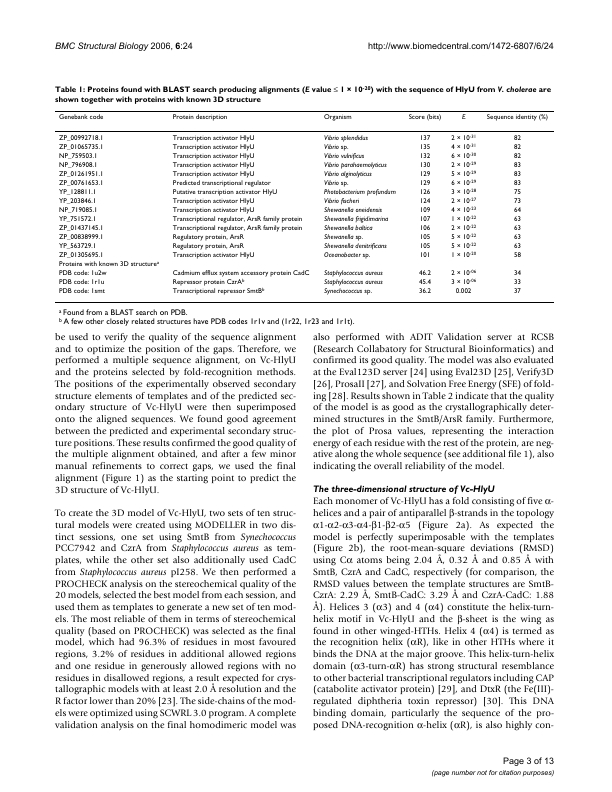 BMC Structural Biology 2006, 6:24
http://www.biomedcentral.com/1472-6807/6/24
Table 1: Proteins found with BLAST search producing alignments (E value ≤ 1 × 10-20) with the sequence of HlyU from V. cholerae are
shown together with proteins with known 3D structure
Genebank code Protein description Organism Score (bits) E Sequence identity (%)
ZP_00992718.1 Transcription activator HlyU Vibrio splendidus 137 2 × 10-31 82
ZP_01065735.1 Transcription activator HlyU Vibrio sp. 135 4 × 10-31 82
NP_759503.1 Transcription activator HlyU Vibrio vulnificus 132 6 × 10-30 82
NP_796908.1 Transcription activator HlyU Vibrio parahaemolyticus 130 2 × 10-29 83
ZP_01261951.1 Transcription activator HlyU Vibrio alginolyticus 129 5 × 10-29 83
ZP_00761653.1 Predicted transcriptional regulator Vibrio sp. 129 6 × 10-29 83
YP_128811.1 Putative transcription activator HlyU Photobacterium profundum 126 3 × 10-28 75
YP_203846.1 Transcription activator HlyU Vibrio fischeri 124 2 × 10-27 73
NP_719085.1 Transcription activator HlyU Shewanella oneidensis 109 4 × 10-23 64
YP_751572.1 Transcriptional regulator, ArsR family protein Shewanella frigidimarina 107 1 × 10-22 63
ZP_01437145.1 Transcriptional regulator, ArsR family protein Shewanella baltica 106 2 × 10-22 63
ZP_00838999.1 Regulatory protein, ArsR Shewanella sp. 105 5 × 10-22 63
YP_563729.1 Regulatory protein, ArsR Shewanella denitrificans 105 5 × 10-22 63
ZP_01305695.1 Transcription activator HlyU Oceanobacter sp. 101 1 × 10-20 58
Proteins with known 3D structurea
PDB code: 1u2w Cadmium efflux system accessory protein CadC Staphylococcus aureus 46.2 2 × 10-06 34
PDB code: 1r1u Repressor protein CzrAb Staphylococcus aureus 45.4 3 × 10-06 33
PDB code: 1smt Transcriptional repressor SmtBb Synechococcus sp. 36.2 0.002 37
a Found from a BLAST search on PDB.
b A few other closely related structures have PDB codes 1r1v and (1r22, 1r23 and 1r1t).
be used to verify the quality of the sequence alignment
and to optimize the position of the gaps. Therefore, we
performed a multiple sequence alignment, on Vc-HlyU
and the proteins selected by fold-recognition methods.
The positions of the experimentally observed secondary
structure elements of templates and of the predicted sec-
ondary structure of Vc-HlyU were then superimposed
onto the aligned sequences. We found good agreement
between the predicted and experimental secondary struc-
ture positions. These results confirmed the good quality of
the multiple alignment obtained, and after a few minor
manual refinements to correct gaps, we used the final
alignment (Figure 1) as the starting point to predict the
3D structure of Vc-HlyU.
To create the 3D model of Vc-HlyU, two sets of ten struc-
tural models were created using MODELLER in two dis-
tinct sessions, one set using SmtB from Synechococcus
PCC7942 and CzrA from Staphylococcus aureus as tem-
plates, while the other set also additionally used CadC
from Staphylococcus aureus pI258. We then performed a
PROCHECK analysis on the stereochemical quality of the
20 models, selected the best model from each session, and
used them as templates to generate a new set of ten mod-
els. The most reliable of them in terms of stereochemical
quality (based on PROCHECK) was selected as the final
model, which had 96.3% of residues in most favoured
regions, 3.2% of residues in additional allowed regions
and one residue in generously allowed regions with no
residues in disallowed regions, a result expected for crys-
tallographic models with at least 2.0 Å resolution and the
R factor lower than 20% [23]. The side-chains of the mod-
els were optimized using SCWRL 3.0 program. A complete
validation analysis on the final homodimeric model was
also performed with ADIT Validation server at RCSB
(Research Collabatory for Structural Bioinformatics) and
confirmed its good quality. The model was also evaluated
at the Eval123D server [24] using Eval23D [25], Verify3D
[26], ProsaII [27], and Solvation Free Energy (SFE) of fold-
ing [28]. Results shown in Table 2 indicate that the quality
of the model is as good as the crystallographically deter-
mined structures in the SmtB/ArsR family. Furthermore,
the plot of Prosa values, representing the interaction
energy of each residue with the rest of the protein, are neg-
ative along the whole sequence (see additional file 1), also
indicating the overall reliability of the model.
The three-dimensional structure of Vc-HlyU
Each monomer of Vc-HlyU has a fold consisting of five α-
helices and a pair of antiparallel β-strands in the topology
α1-α2-α3-α4-β1-β2-α5 (Figure 2a). As expected the
model is perfectly superimposable with the templates
(Figure 2b), the root-mean-square deviations (RMSD)
using Cα atoms being 2.04 Å, 0.32 Å and 0.85 Å with
SmtB, CzrA and CadC, respectively (for comparison, the
RMSD values between the template structures are SmtB-
CzrA: 2.29 Å, SmtB-CadC: 3.29 Å and CzrA-CadC: 1.88
Å). Helices 3 (α3) and 4 (α4) constitute the helix-turn-
helix motif in Vc-HlyU and the β-sheet is the wing as
found in other winged-HTHs. Helix 4 (α4) is termed as
the recognition helix (αR), like in other HTHs where it
binds the DNA at the major groove. This helix-turn-helix
domain (α3-turn-αR) has strong structural resemblance
to other bacterial transcriptional regulators including CAP
(catabolite activator protein) [29], and DtxR (the Fe(III)-
regulated diphtheria toxin repressor) [30]. This DNA
binding domain, particularly the sequence of the pro-
posed DNA-recognition α-helix (αR), is also highly con-
Page 3 of 13
(page number not for citation purposes)